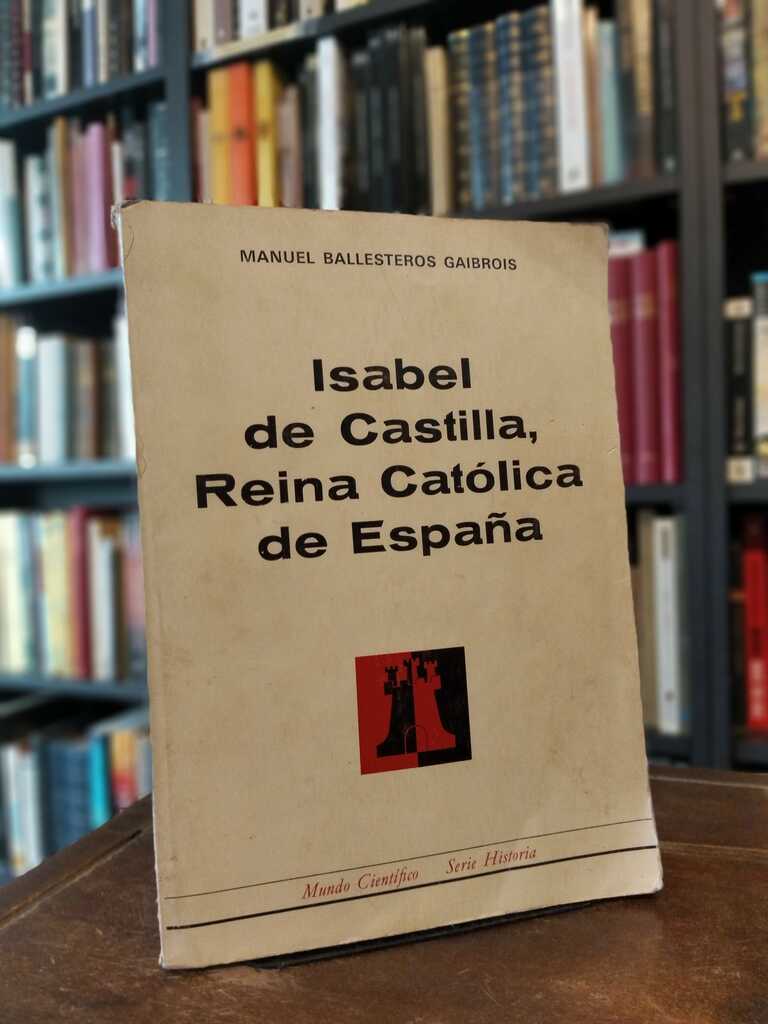 MANUEL BALLESTEROS GAIBROIS
Isabel
de Castilla,
Reina Católica
de España
Mundo Científico Serie Historia